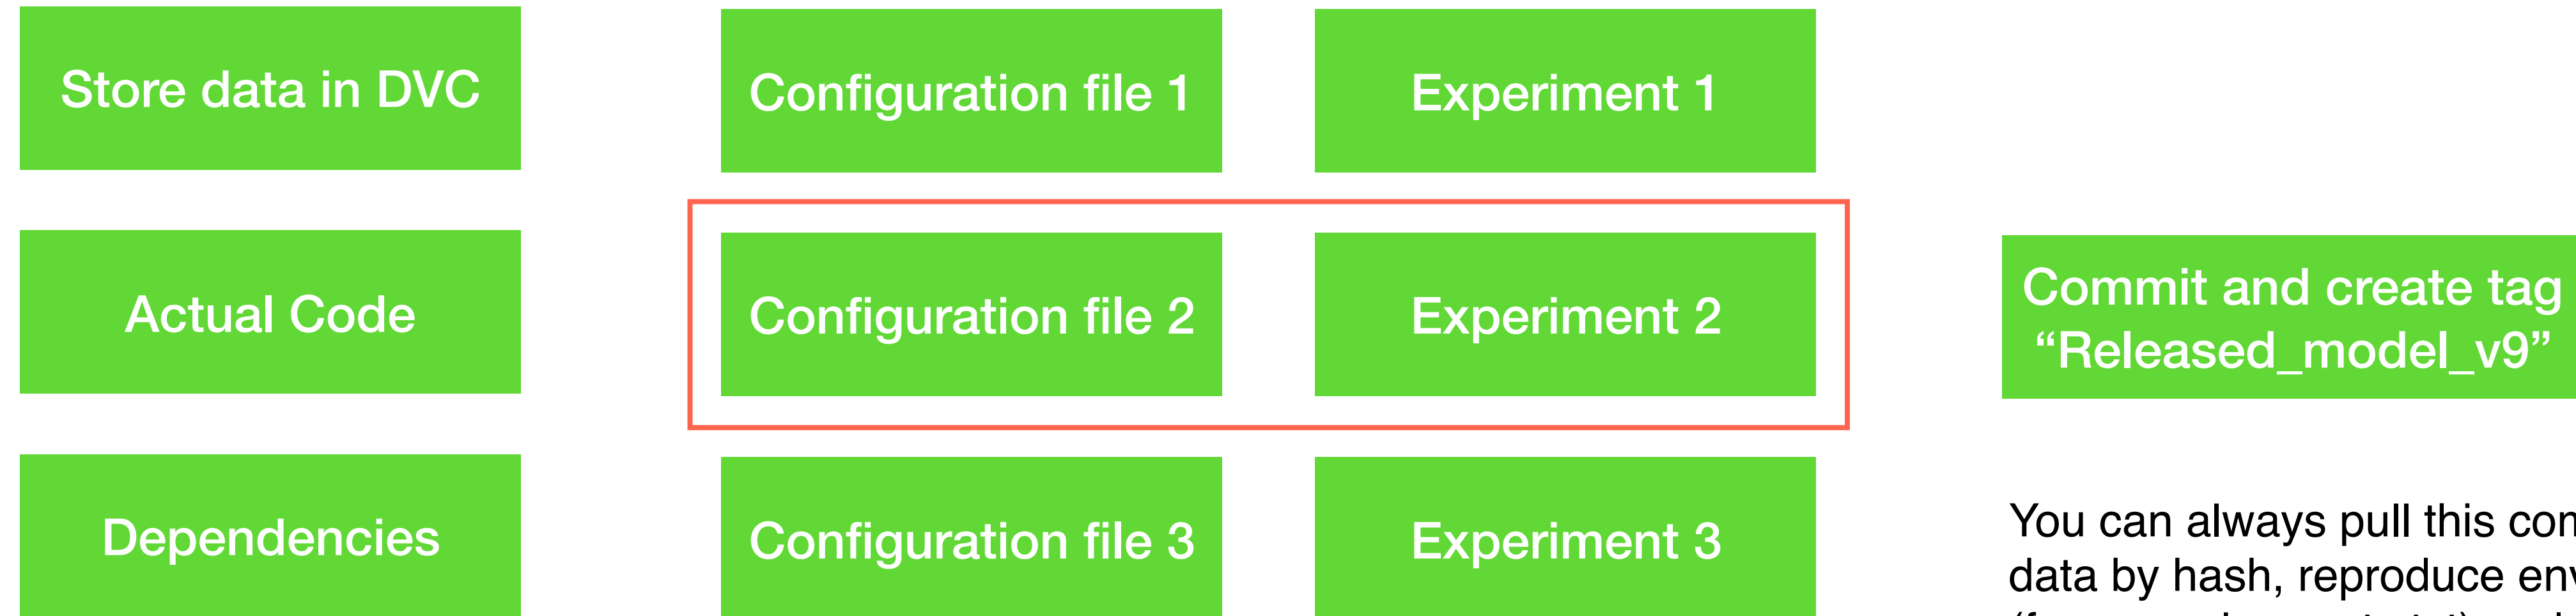 Store data in DVC
Actual Code
Dependencies
Configuration file 1
Experiment 1
Configuration file 2
Experiment 2
Configuration file 3
Experiment 3
Commit and create tag
“Released_model_v9”
You can always pull this
data by hash, reproduce